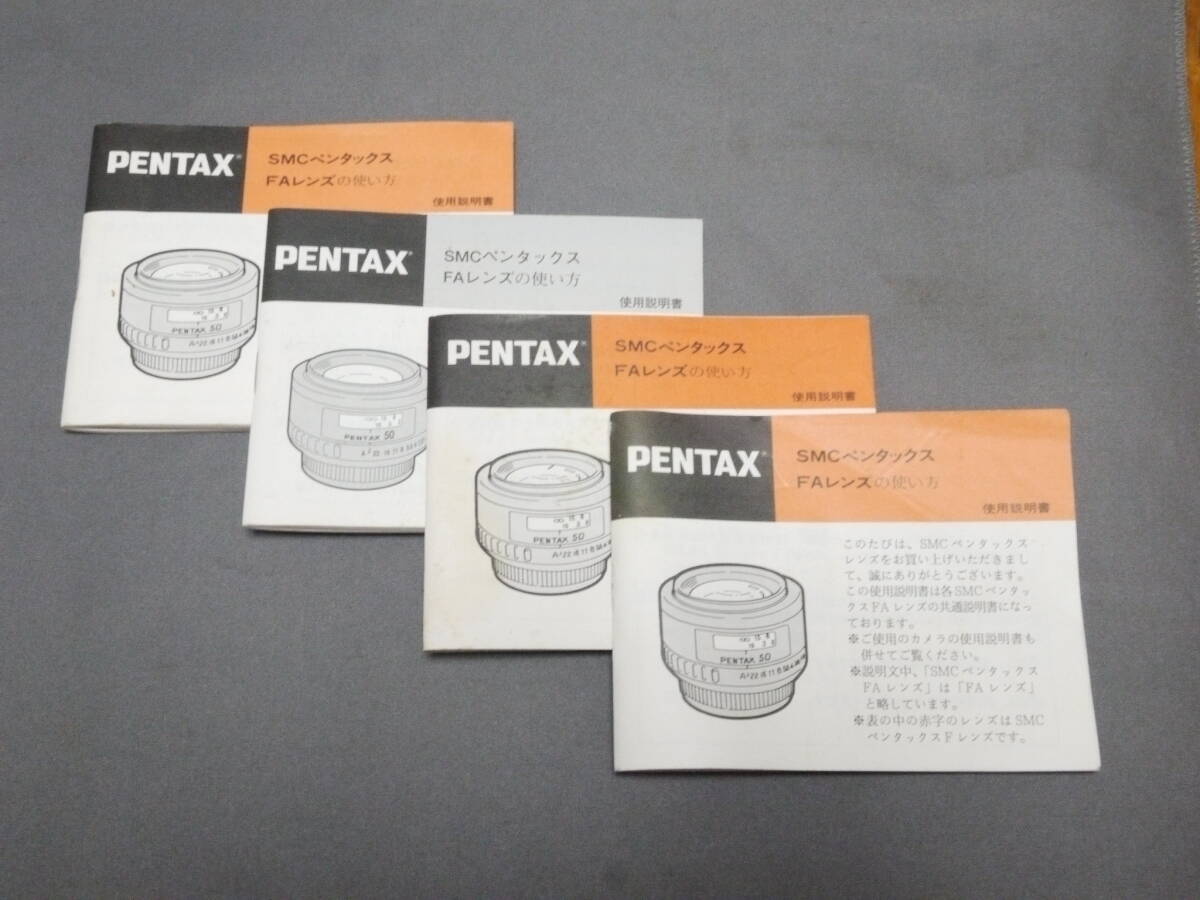 PENTAX
SMCペンタックス
FAレンズの使い方
使用説明書
PENTAX 50
PENTAX
SMCペンタックス
FAレンズの使い方
使用説明書
PENTAX 50
PENTAX
SMCペンタックス
FAレンズの使い方
使用説明書
PENTAX 50
PENTAX
SMCペンタックス
FAレンズの使い方
使用説明書
このたびは、SMCペンタックス
レンズをお買い上げいただきまし
て、誠にありがとうございます。
この使用説明書は各SMCペンタッ
クスFAレンズの共通説明書になっ
ております。
※ご使用のカメラの使用説明書も
併せてご覧ください。
※説明文中、「SMCペンタックス
FAレンズ」は「FAレンズ」
と略しています。
※表の中の赤字のレンズはSMC
ペンタックスFレンズです。
PENTAX 50